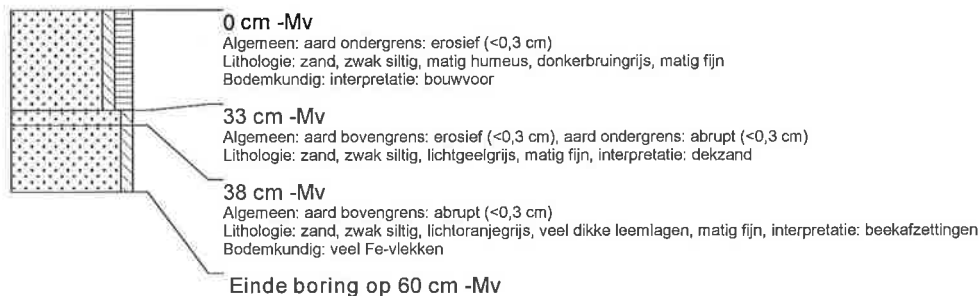 0 cm -Mv
Algemeen: aard ondergrens: erosief (<0,3 cm)
Lithologie: zand, zwak siltig, matig humeus, donkerbruingrijs, matig fijn
Bodemkundig: interpretatie: bouwvoor
33 cm -Mv
Algemeen: aard bovengrens: erosief (<0,3 cm), aard ondergrens: abrupt (<0,3 cm)
Lithologie: zand, zwak siltig, lichtgeelgrijs, matig fijn, interpretatie: dekzand
38 cm -Mv
Algemeen: aard bovengrens: abrupt (<0,3 cm)
Lithologie: zand, zwak siltig, lichtoranjegrijs, veel dikke leemlagen, matig fijn, interpretatie: beekafzettingen
Bodemkundig: veel Fe-vlekken
Einde boring op 60 cm -Mv